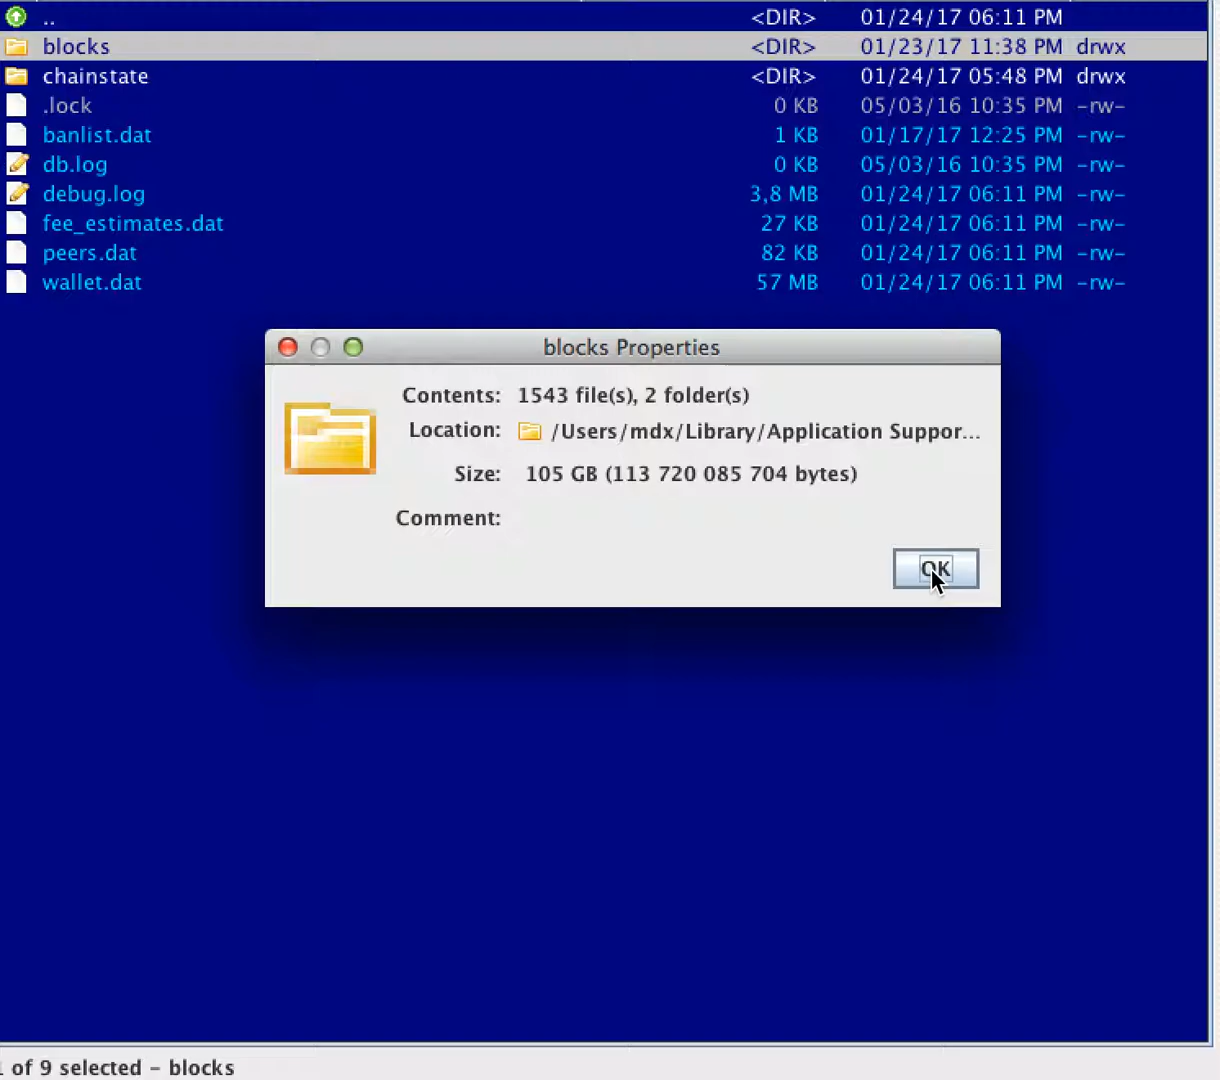 .. <DIR> 01/24/17 06:11 PM
blocks <DIR> 01/23/17 11:38 PM drwx
chainstate <DIR> 01/24/17 05:48 PM drwx
.lock 0 KB 05/03/16 10:35 PM -rw-
banlist.dat 1 KB 01/17/17 12:25 PM -rw-
db.log 0 KB 05/03/16 10:35 PM -rw-
debug.log 3,8 MB 01/24/17 06:11 PM -rw-
fee_estimates.dat 27 KB 01/24/17 06:11 PM -rw-
peers.dat 82 KB 01/24/17 06:11 PM -rw-
wallet.dat 57 MB 01/24/17 06:11 PM -rw-
blocks Properties
Contents: 1543 file(s), 2 folder(s)
Location: /Users/mdx/Library/Application Suppor...
Size: 105 GB (113 720 085 704 bytes)
Comment:
OK
1 of 9 selected - blocks